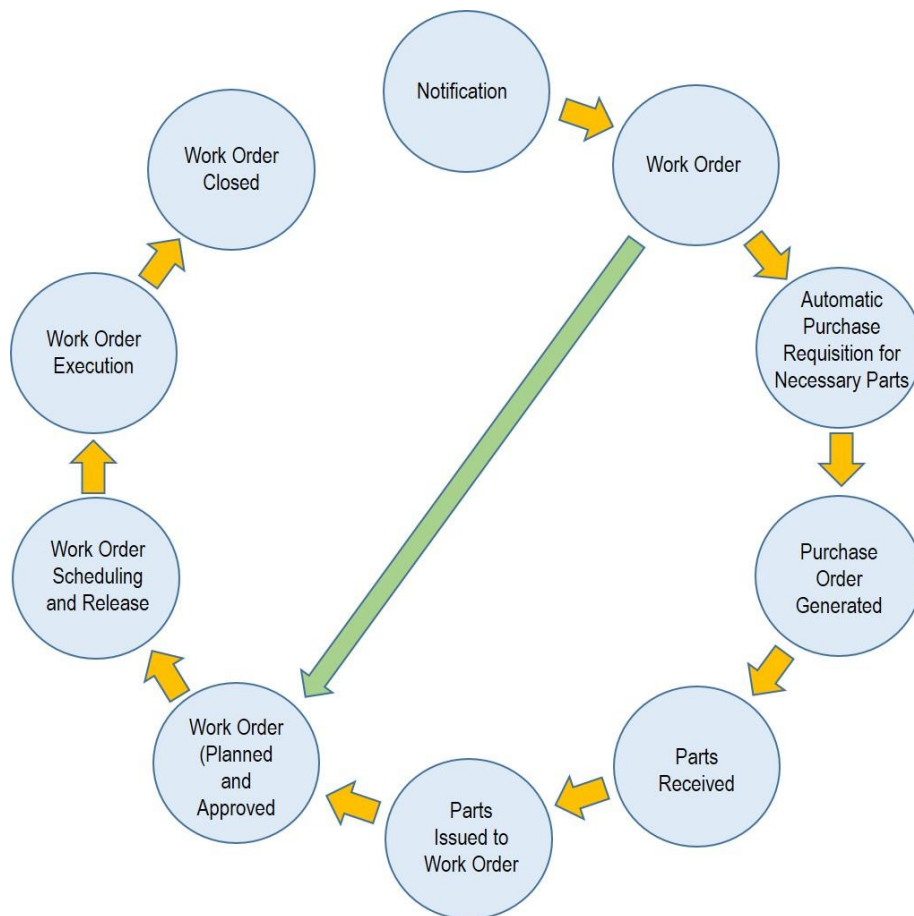 Notification
Work Order
Automatic
Purchase
Requisition for
Necessary Parts
Purchase
Order
Generated
Parts
Received
Parts
Issued to
Work Order
Work Order
(Planned
and
Approved
Work Order
Scheduling
and Release
Work Order
Execution
Work Order
Closed